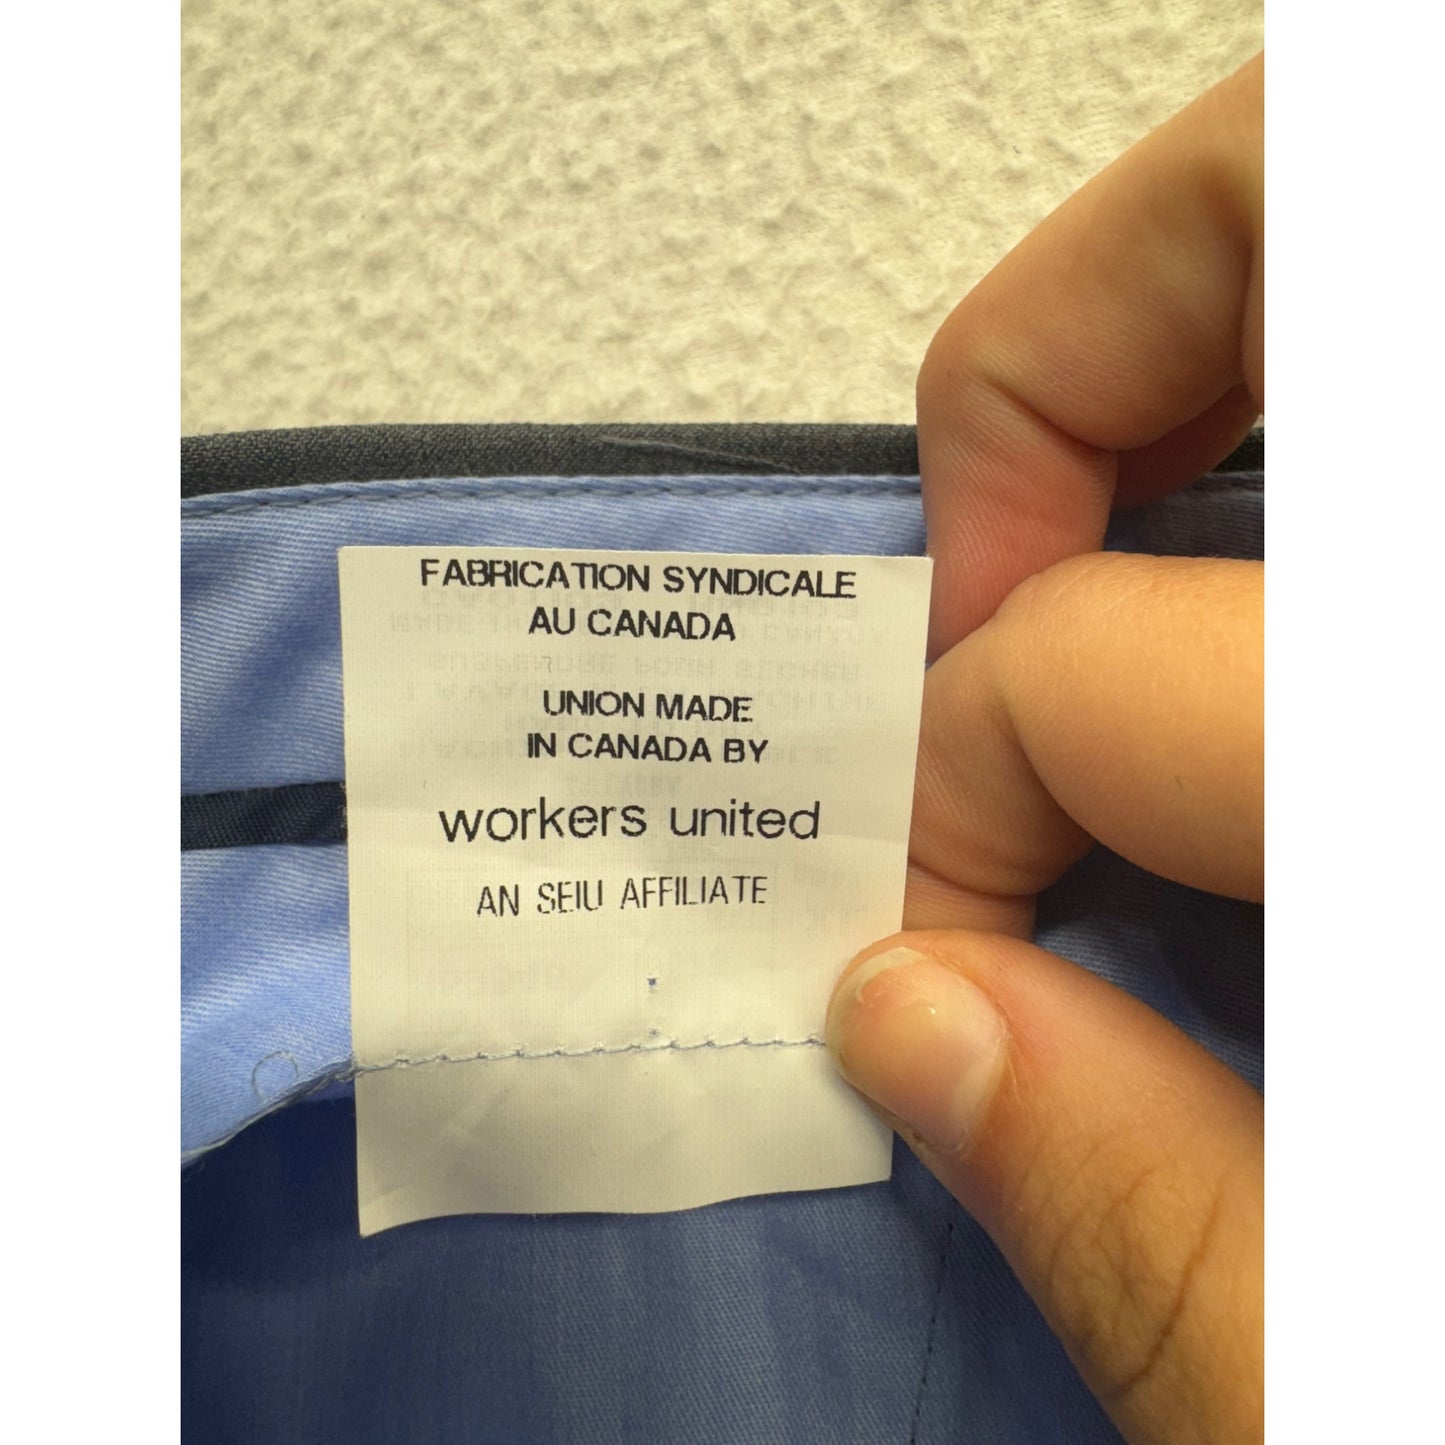 FABRICATION SYNDICALE
AU CANADA
UNION MADE
IN CANADA BY
workers united
AN SEIU AFFILIATE